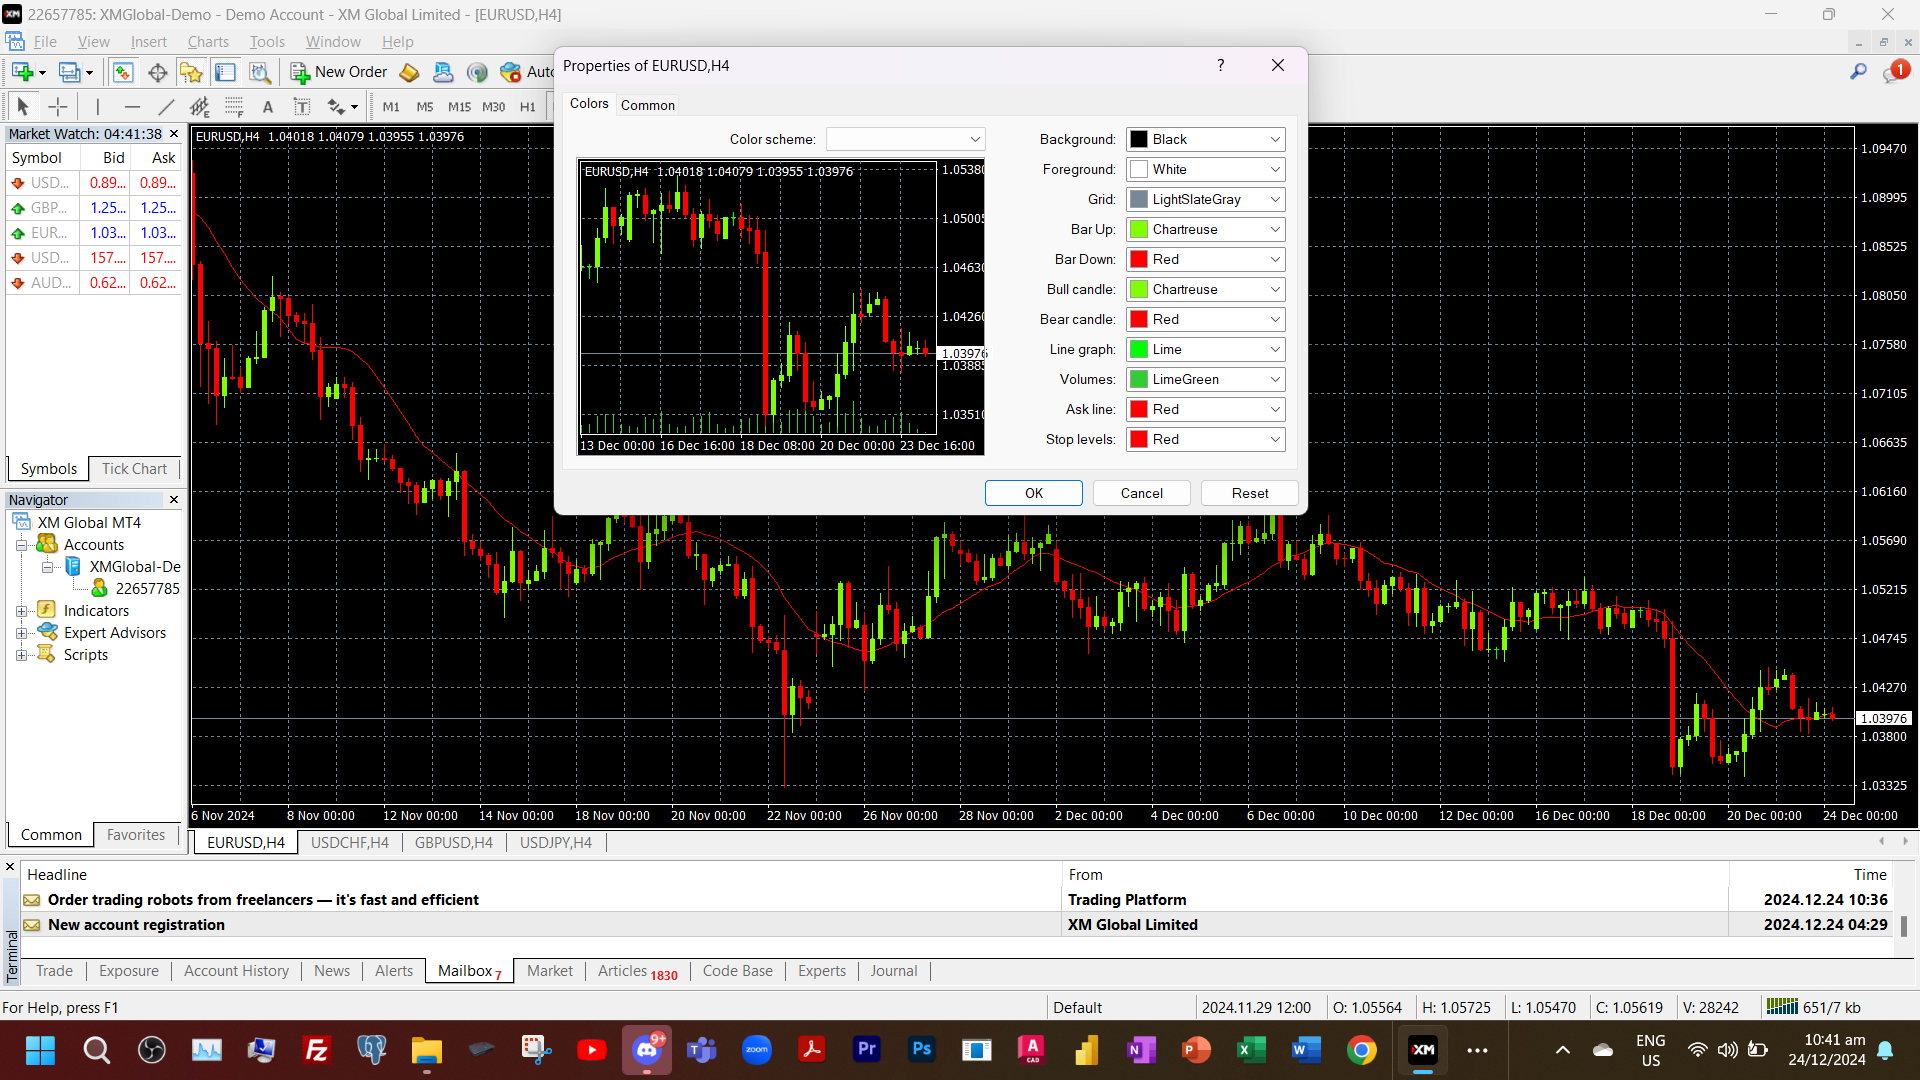 22657785: XMGlobal-Demo - Demo Account - XM Global Limited - [EURUSD,H4]
File View Insert Charts Tools Window Help
New Order
M1 M5 M15 M30 H1
1
Market Watch: 04:41:38
Symbol Bid Ask
USD... 0.89... 0.89...
GBP... 1.25... 1.25...
EUR... 1.03... 1.03...
USD... 157.... 157....
AUD... 0.62... 0.62...
Symbols Tick Chart
Navigator
XM Global MT4
Accounts
XMGlobal-De
22657785
Indicators
Expert Advisors
Scripts
Common Favorites
EURUSD,H4 1.04018 1.04079 1.03955 1.03976
Properties of EURUSD,H4
?
Colors Common
Color scheme:
EURUSD,H4 1.04018 1.04079 1.03955 1.03976
1.05380
1.05005
1.04630
1.04260
1.03976
1.03885
1.03510
13 Dec 00:00 16 Dec 16:00 18 Dec 08:00 20 Dec 00:00 23 Dec 16:00
Background: Black
Foreground: White
Grid: LightSlateGray
Bar Up: Chartreuse
Bar Down: Red
Bull candle: Chartreuse
Bear candle: Red
Line graph: Lime
Volumes: LimeGreen
Ask line: Red
Stop levels: Red
OK Cancel Reset
1.09470
1.08995
1.08525
1.08050
1.07580
1.07105
1.06635
1.06160
1.05690
1.05215
1.04745
1.04270
1.03976
1.03800
1.03325
6 Nov 2024 8 Nov 00:00 12 Nov 00:00 14 Nov 00:00 18 Nov 00:00 20 Nov 00:00 22 Nov 00:00 26 Nov 00:00 28 Nov 00:00 2 Dec 00:00 4 Dec 00:00 6 Dec 00:00 10 Dec 00:00 12 Dec 00:00 16 Dec 00:00 18 Dec 00:00 20 Dec 00:00 24 Dec 00:00
EURUSD,H4 USDCHF,H4 GBPUSD,H4 USDJPY,H4
Headline From Time
Order trading robots from freelancers — it's fast and efficient Trading Platform 2024.12.24 10:36
New account registration XM Global Limited 2024.12.24 04:29
Terminal
Trade Exposure Account History News Alerts Mailbox 7 Market Articles 1830 Code Base Experts Journal
For Help, press F1 Default 2024.11.29 12:00 O: 1.05564 H: 1.05725 L: 1.05470 C: 1.05619 V: 28242 651/7 kb
9+
zoom
Pr
Ps
A
CAD
XM
ENG
US
10:41 am
24/12/2024